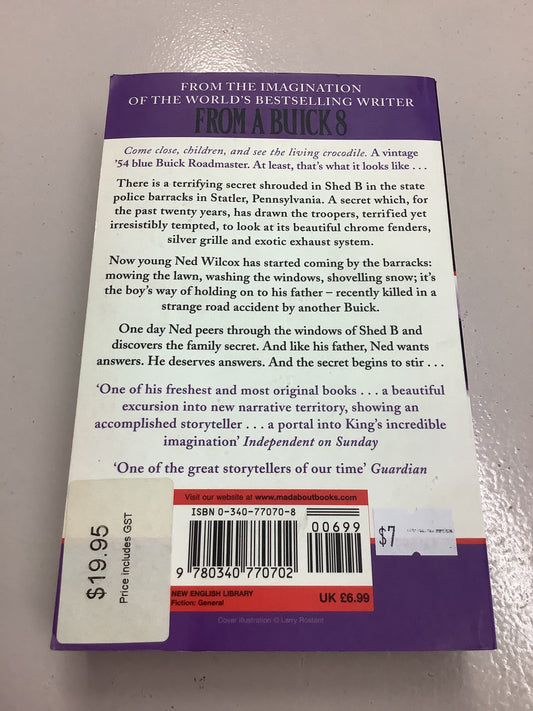 FROM THE IMAGINATION
OF THE WORLD'S BESTSELLING WRITER
FROM A BUICK 8
Come close, children, and see the living crocodile. A vintage
'54 blue Buick Roadmaster. At least, that's what it looks like . . .
There is a terrifying secret shrouded in Shed B in the state
police barracks in Statler, Pennsylvania. A secret which, for
the past twenty years, has drawn the troopers, terrified yet
irresistibly tempted, to look at its beautiful chrome fenders,
silver grille and exotic exhaust system.
Now young Ned Wilcox has started coming by the barracks:
mowing the lawn, washing the windows, shovelling snow; it's
the boy's way of holding on to his father – recently killed in a
strange road accident by another Buick.
One day Ned peers through the windows of Shed B and
discovers the family secret. And like his father, Ned wants
answers. He deserves answers. And the secret begins to stir . . .
'One of his freshest and most original books . . . a beautiful
excursion into new narrative territory, showing an
accomplished storyteller . . . a portal into King's incredible
imagination' Independent on Sunday
'One of the great storytellers of our time' Guardian
Visit our website at www.madaboutbooks.com
ISBN 0-340-77070-8
00699
9 780340 770702
NEW ENGLISH LIBRARY
Fiction: General
UK £6.99
Cover illustration © Larry Rostant
$19.95
Price includes GST
$7